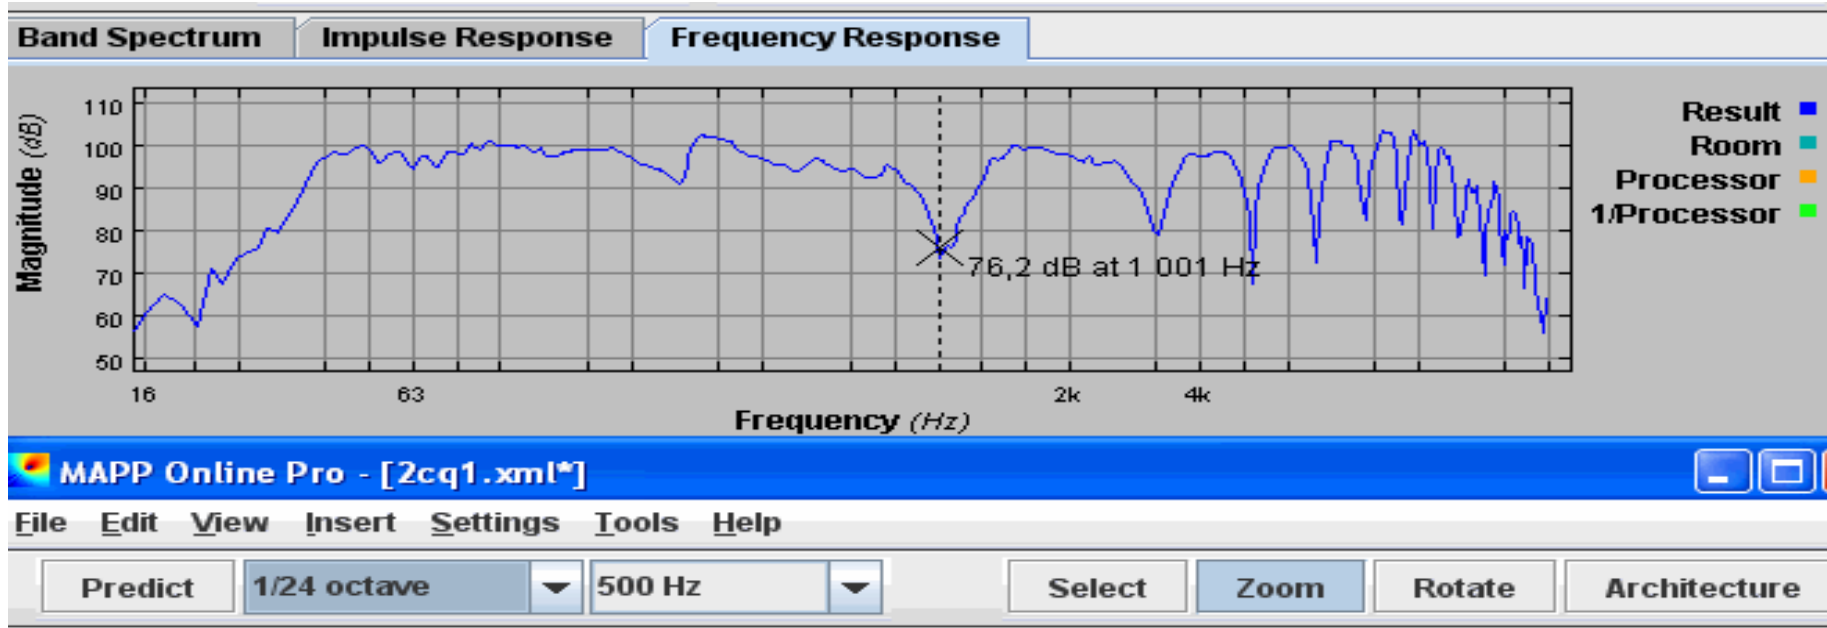 Band Spectrum Impulse Response Frequency Response
110
100
90
80
70
60
50
Magnitude (dB)
76,2 dB at 1 001 Hz
16 63 2k 4k
Frequency (Hz)
Result
Room
Processor
1/Processor
MAPP Online Pro - [2cq1.xml*]
File Edit View Insert Settings Tools Help
Predict 1/24 octave 500 Hz Select Zoom Rotate Architecture